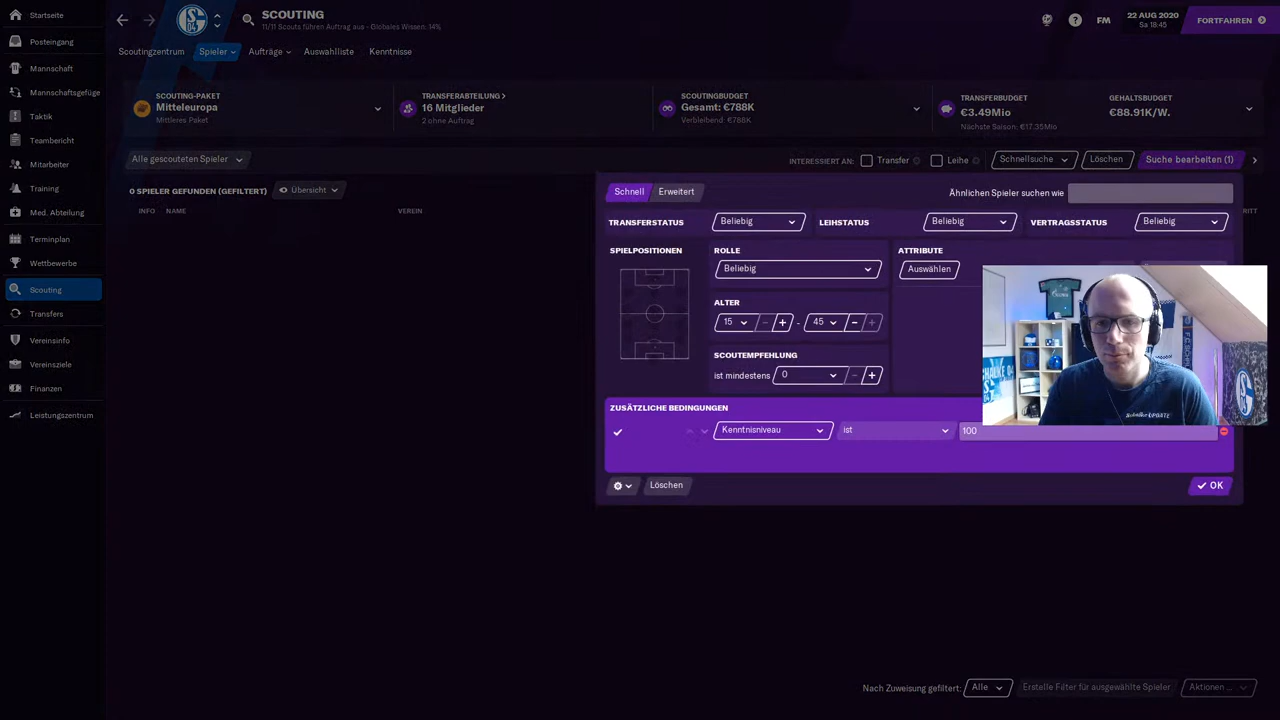 Startseite
SCOUTING
11/11 Scouts führen Auftrag aus - Globales Wissen: 14%
FM
22 AUG 2020
Sa 18:45
FORTFAHREN
Posteingang
Scoutingzentrum
Spieler
Aufträge
Auswahlliste
Kenntnisse
Mannschaft
Mannschaftsgefüge
SCOUTING-PAKET
Mitteleuropa
Mittleres Paket
TRANSFERABTEILUNG >
16 Mitglieder
2 ohne Auftrag
SCOUTINGBUDGET
Gesamt: €788K
Verbleibend: €788K
TRANSFERBUDGET
€3.49Mio
Nächste Saison: €17.35Mio
GEHALTSBUDGET
€88.91K/W.
Taktik
Teambericht
Mitarbeiter
Alle gescouteten Spieler
INTERESSIERT AN:
Transfer
Leihe
Schnellsuche
Löschen
Suche bearbeiten (1)
Training
0 SPIELER GEFUNDEN (GEFILTERT)
Übersicht
Schnell
Erweitert
Ähnlichen Spieler suchen wie
Med. Abteilung
INFO
NAME
VEREIN
RITT
TRANSFERSTATUS
Beliebig
LEIHSTATUS
Beliebig
VERTRAGSSTATUS
Beliebig
Terminplan
SPIELPOSITIONEN
ROLLE
Beliebig
ATTRIBUTE
Auswählen
Wettbewerbe
Scouting
Transfers
ALTER
15
-
45
Vereinsinfo
SCOUTEMPFEHLUNG
ist mindestens
0
Vereinsziele
Finanzen
Leistungszentrum
ZUSÄTZLICHE BEDINGUNGEN
Kenntnisniveau
ist
100
Löschen
OK
Nach Zuweisung gefiltert:
Alle
Erstelle Filter für ausgewählte Spieler
Aktionen ...